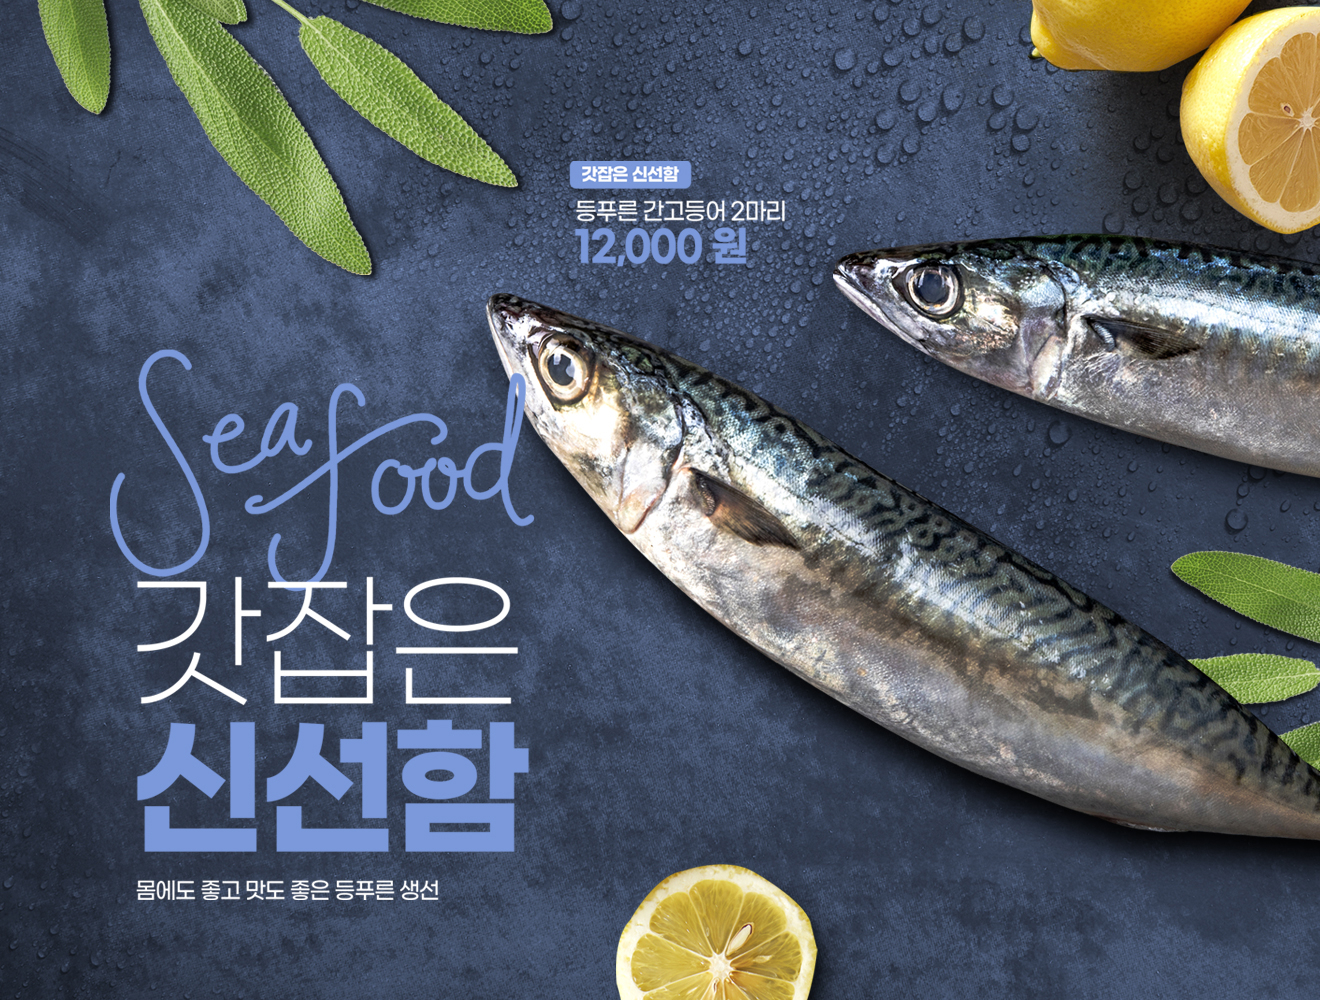 갓잡은 신선함
등푸른 간고등어 2마리
12,000 원
Seafood
갓잡은
신선함
몸에도 좋고 맛도 좋은 등푸른 생선